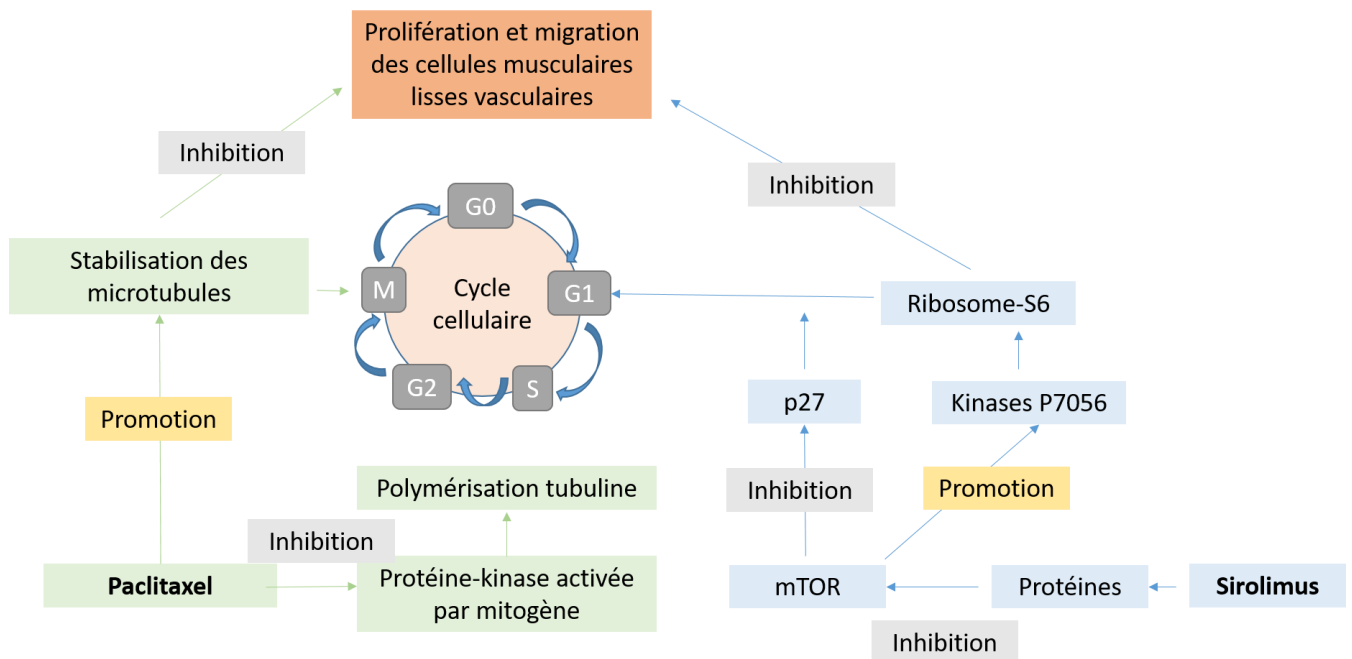 Prolifération et migration
des cellules musculaires
lisses vasculaires
Inhibition
Inhibition
G0
Stabilisation des
microtubules
M
Cycle
cellulaire
G1
Ribosome-S6
G2
S
p27
Kinases P7056
Promotion
Polymérisation tubuline
Inhibition
Promotion
Inhibition
Paclitaxel
Protéine-kinase activée
par mitogène
mTOR
Protéines
Sirolimus
Inhibition